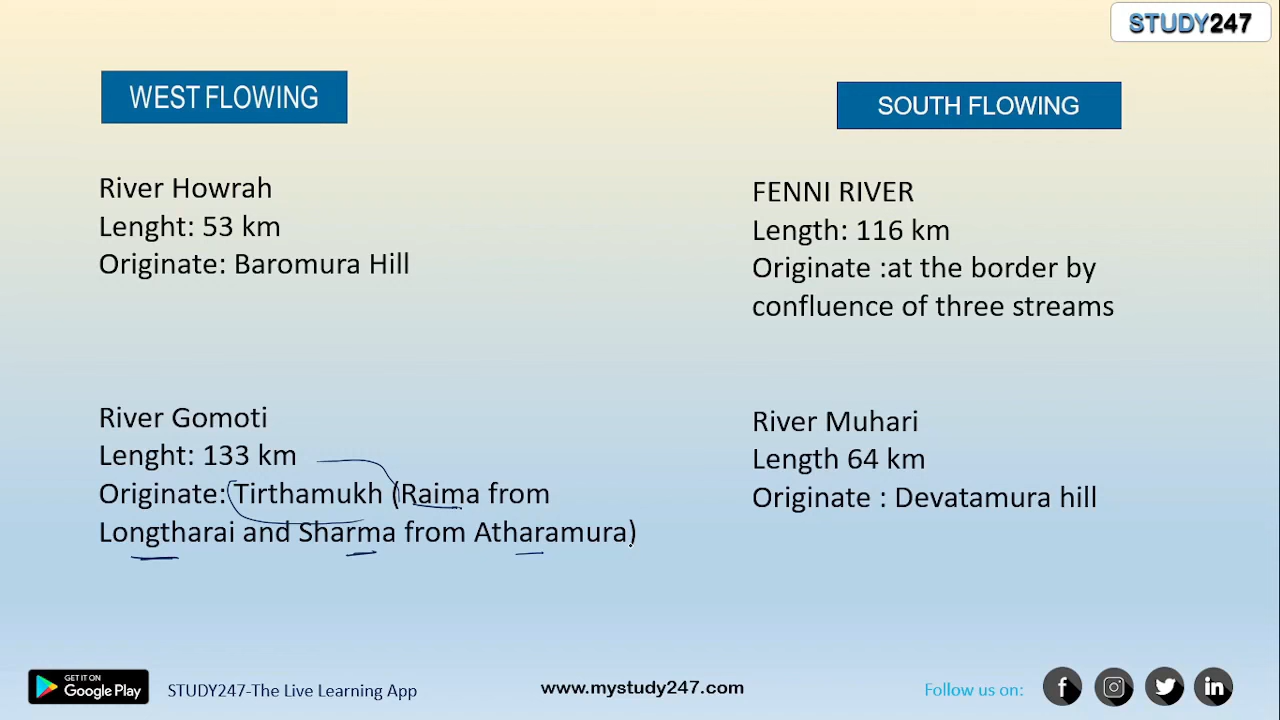 STUDY247
WEST FLOWING
River Howrah
Lenght: 53 km
Originate: Baromura Hill
River Gomoti
Lenght: 133 km
Originate: Tirthamukh (Raima from
Longtharai and Sharma from Atharamura)
SOUTH FLOWING
FENNI RIVER
Length: 116 km
Originate :at the border by
confluence of three streams
River Muhari
Length 64 km
Originate : Devatamura hill
GET IT ON
Google Play
STUDY247-The Live Learning App
www.mystudy247.com
Follow us on: